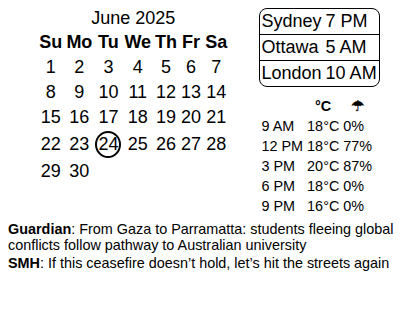 June 2025
Su Mo Tu We Th Fr Sa
1 2 3 4 5 6 7
8 9 10 11 12 13 14
15 16 17 18 19 20 21
22 23 24 25 26 27 28
29 30
Sydney 7 PM
Ottawa 5 AM
London 10 AM
°C ☂
9 AM 18°C 0%
12 PM 18°C 77%
3 PM 20°C 87%
6 PM 18°C 0%
9 PM 16°C 0%
Guardian: From Gaza to Parramatta: students fleeing global
conflicts follow pathway to Australian university
SMH: If this ceasefire doesn’t hold, let’s hit the streets again